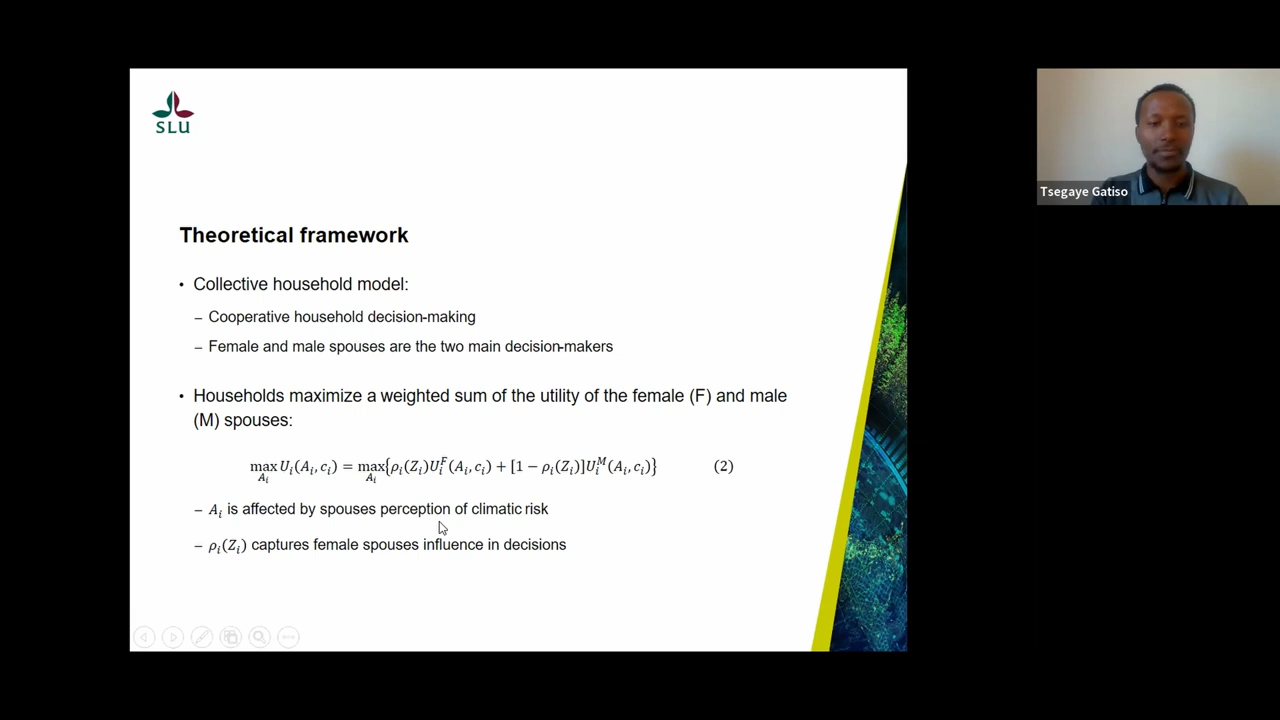 SLU
Theoretical framework
• Collective household model:
– Cooperative household decision-making
– Female and male spouses are the two main decision-makers
• Households maximize a weighted sum of the utility of the female (F) and male
(M) spouses:
max_{A_i} U_i(A_i, c_i) = max_{A_i}{ρ_i(Z_i)U_i^F(A_i, c_i) + [1 − ρ_i(Z_i)]U_i^M(A_i, c_i)} (2)
– A_i is affected by spouses perception of climatic risk
– ρ_i(Z_i) captures female spouses influence in decisions
Tsegaye Gatiso